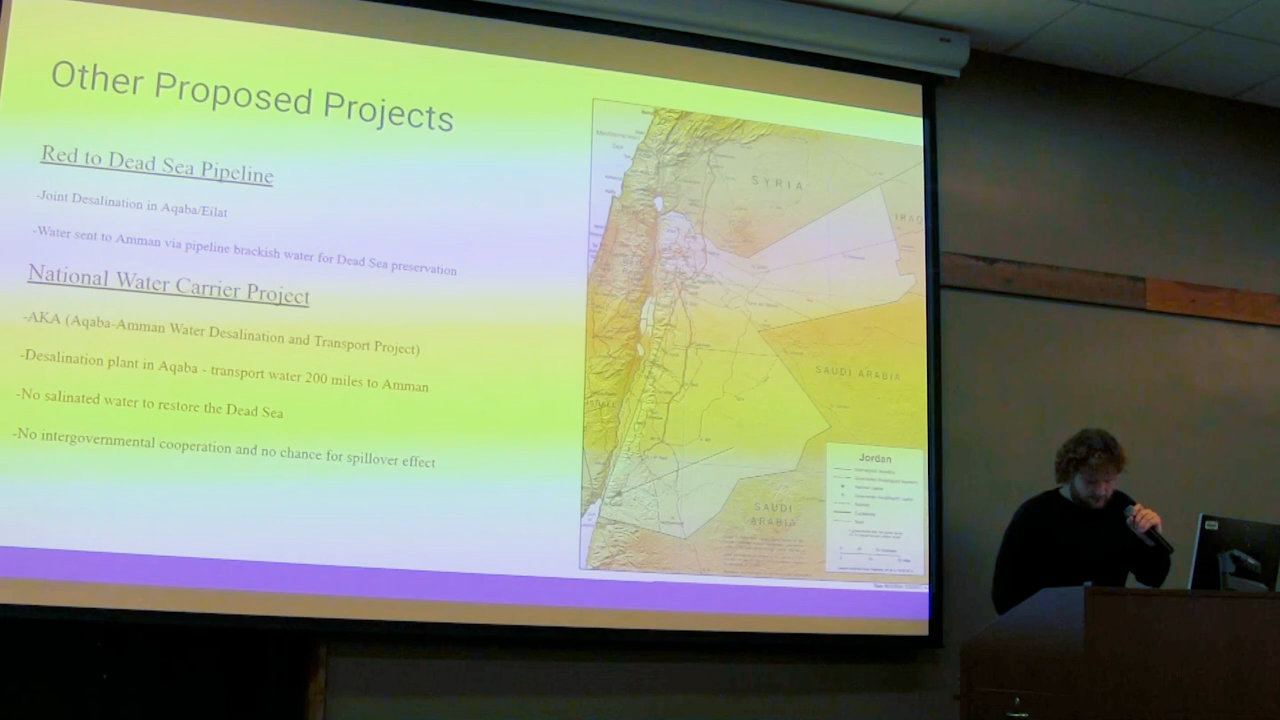 Other Proposed Projects
Red to Dead Sea Pipeline
-Joint Desalination in Aqaba/Eilat
-Water sent to Amman via pipeline brackish water for Dead Sea preservation
National Water Carrier Project
-AKA (Aqaba-Amman Water Desalination and Transport Project)
-Desalination plant in Aqaba - transport water 200 miles to Amman
-No salinated water to restore the Dead Sea
-No intergovernmental cooperation and no chance for spillover effect
SYRIA
IRAQ
SAUDI ARABIA
SAUDI
ARABIA
Jordan